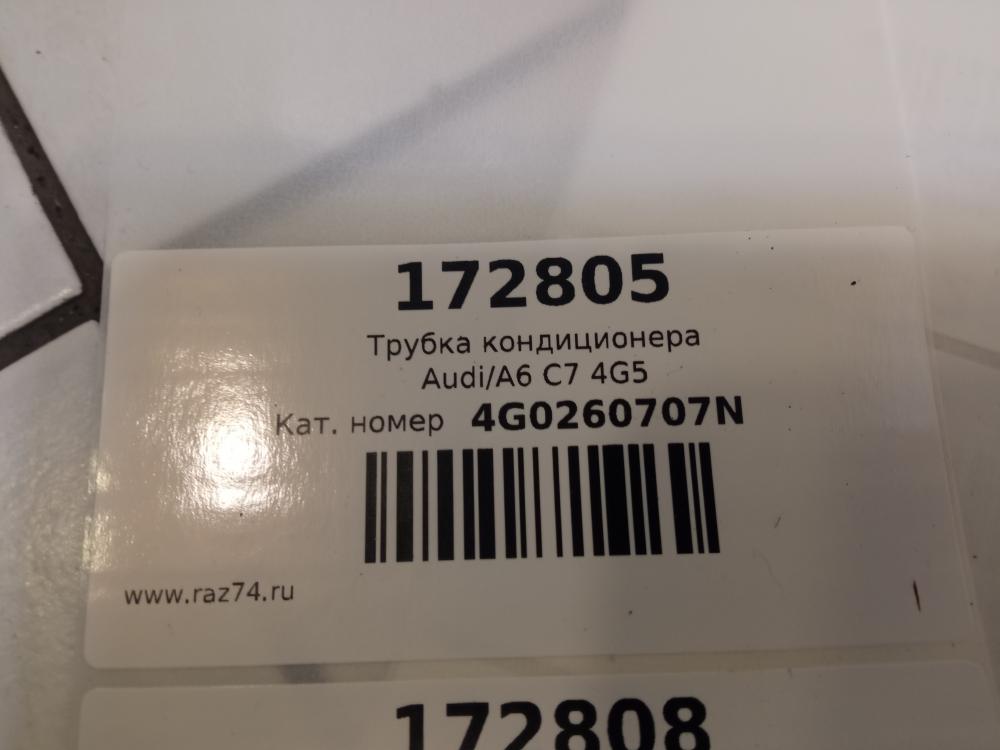 172805
Трубка кондиционера
Audi/A6 C7 4G5
Кат. номер 4G0260707N
www.raz74.ru
172808